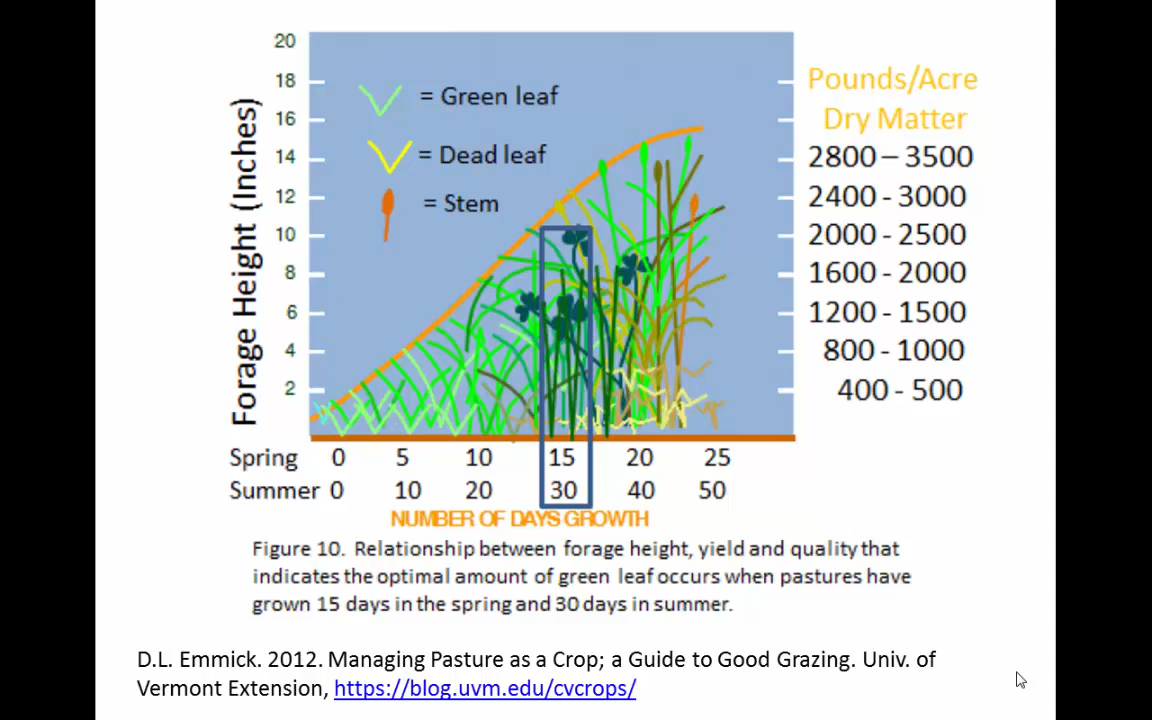 20
18
16
14
12
10
8
6
4
2
Forage Height (Inches)
= Green leaf
= Dead leaf
= Stem
Pounds/Acre
Dry Matter
2800 – 3500
2400 - 3000
2000 - 2500
1600 - 2000
1200 - 1500
800 - 1000
400 - 500
Spring 0 5 10 15 20 25
Summer 0 10 20 30 40 50
NUMBER OF DAYS GROWTH
Figure 10. Relationship between forage height, yield and quality that
indicates the optimal amount of green leaf occurs when pastures have
grown 15 days in the spring and 30 days in summer.
D.L. Emmick. 2012. Managing Pasture as a Crop; a Guide to Good Grazing. Univ. of
Vermont Extension, https://blog.uvm.edu/cvcrops/